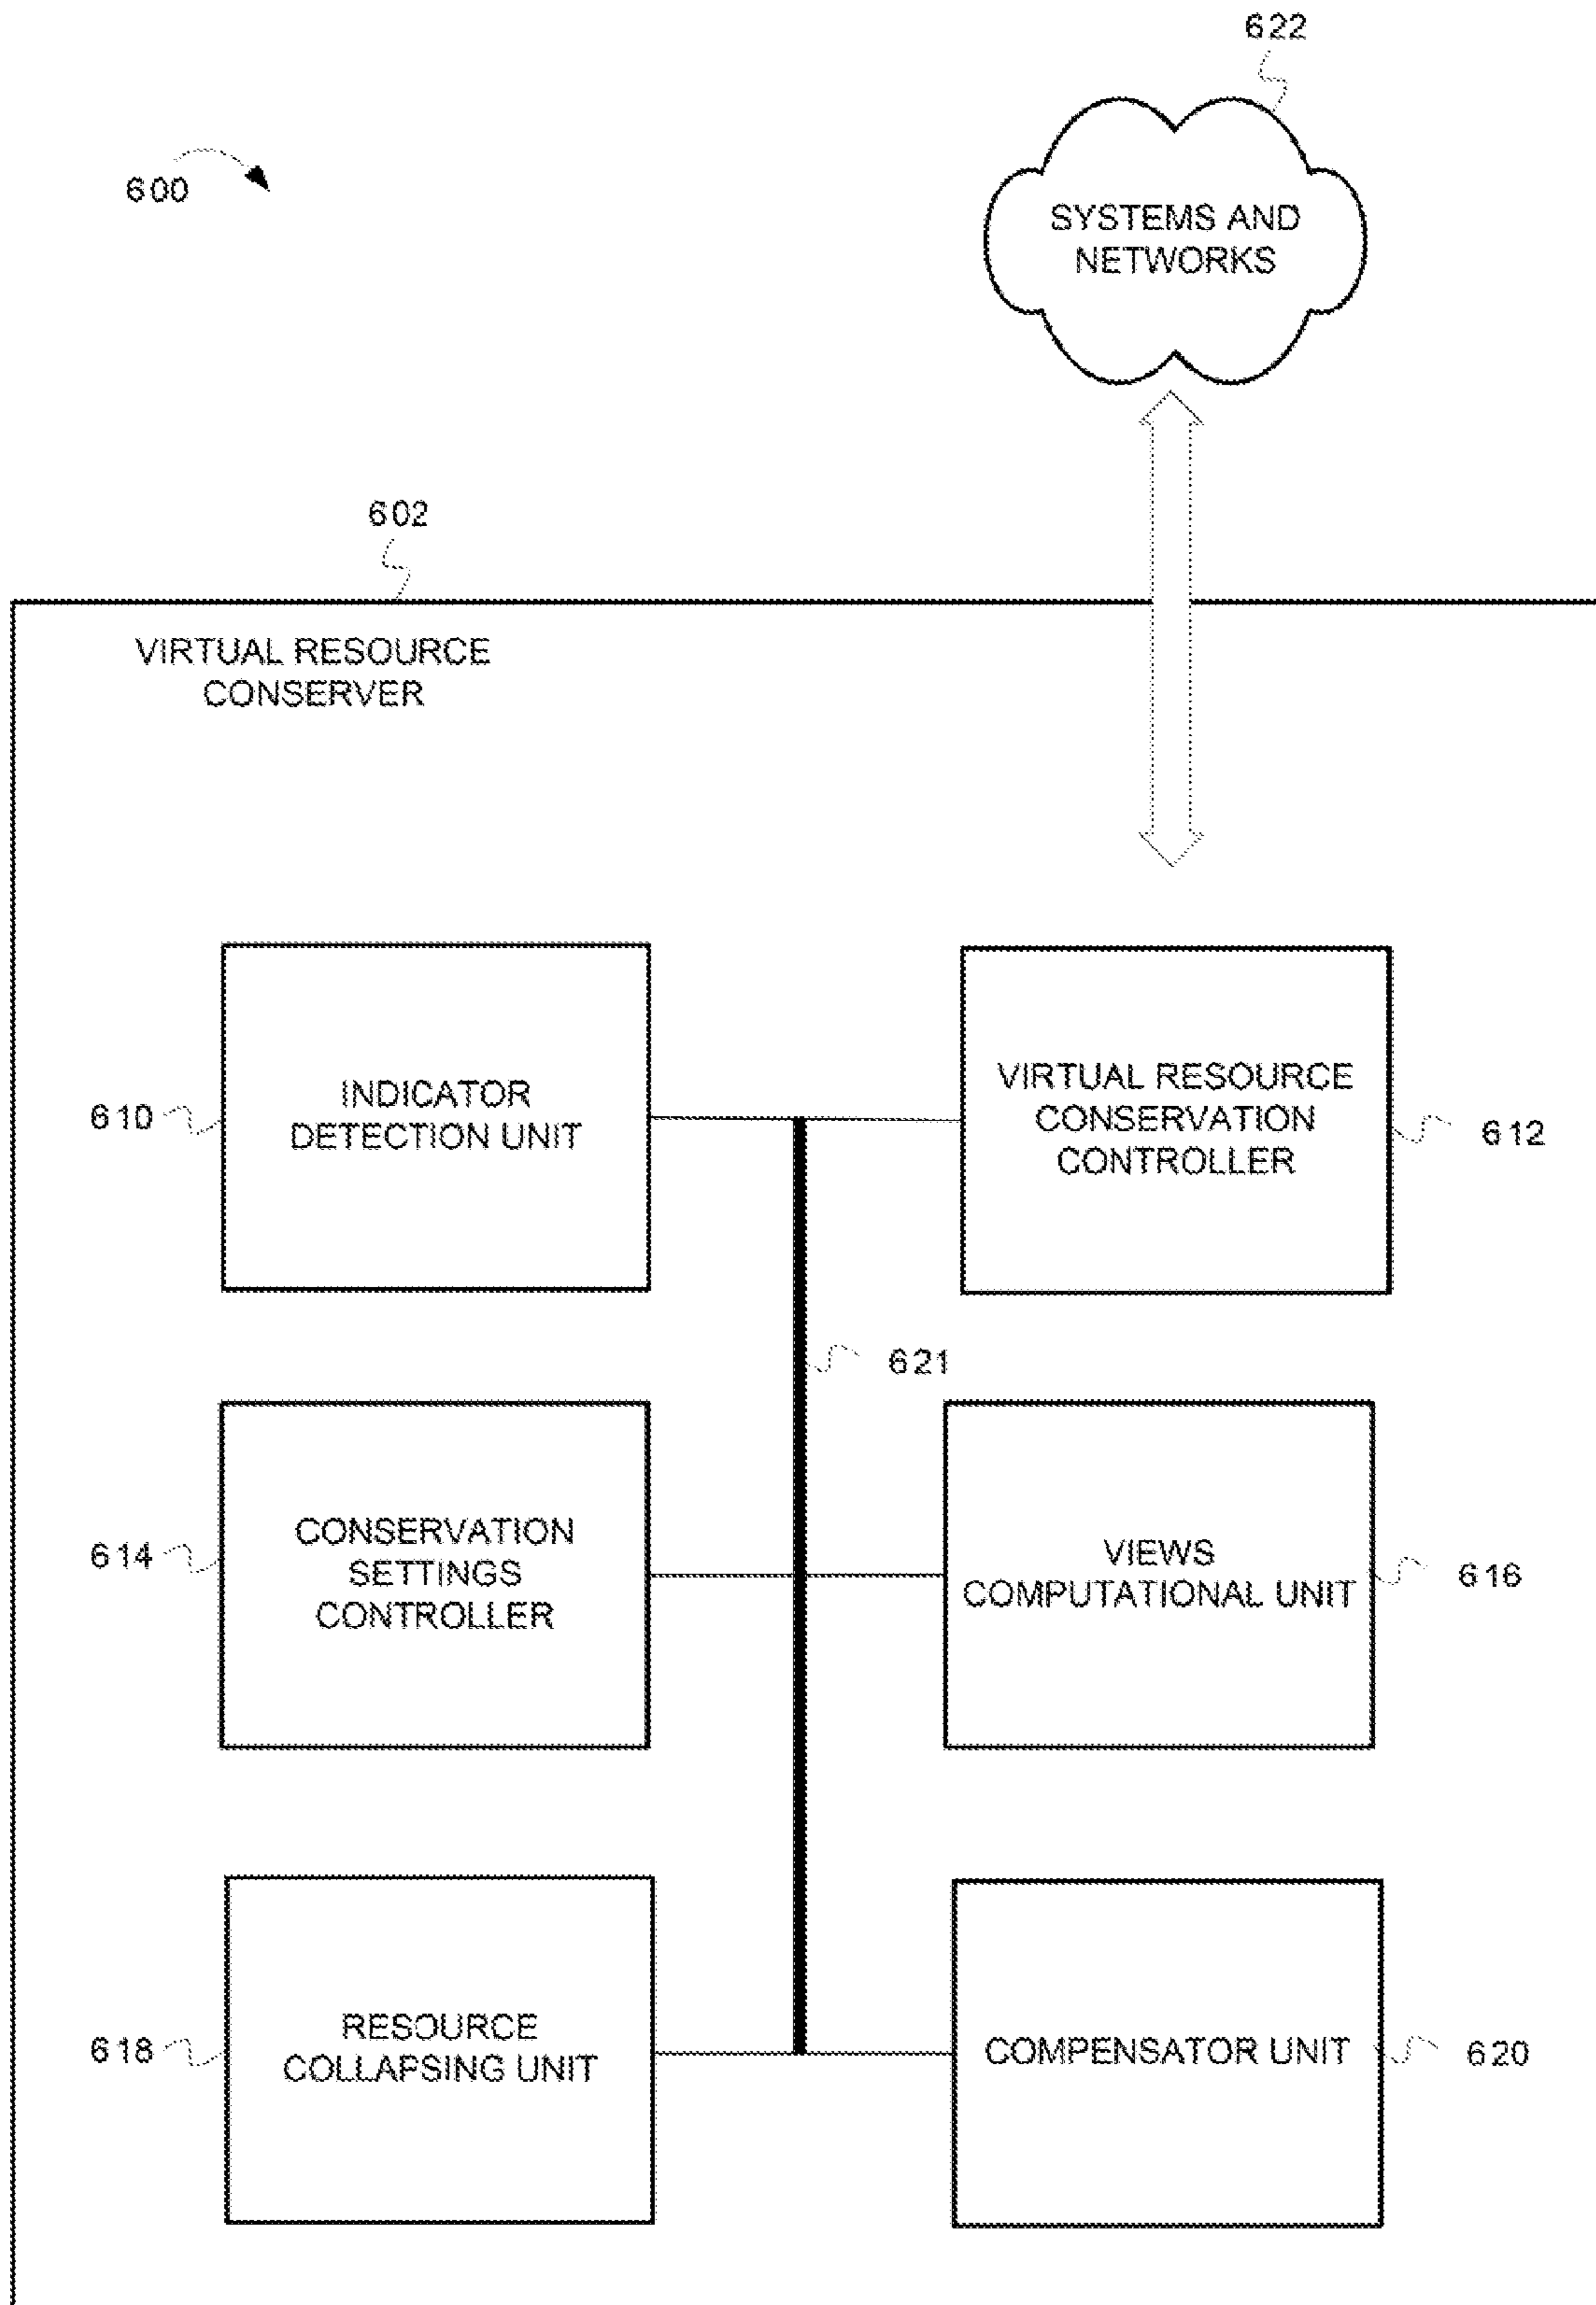 622
600
SYSTEMS AND
NETWORKS
602
VIRTUAL RESOURCE
CONSERVER
610
INDICATOR
DETECTION UNIT
VIRTUAL RESOURCE
CONSERVATION
CONTROLLER
612
621
614
CONSERVATION
SETTINGS
CONTROLLER
VIEWS
COMPUTATIONAL UNIT
616
618
RESOURCE
COLLAPSING UNIT
COMPENSATOR UNIT
620